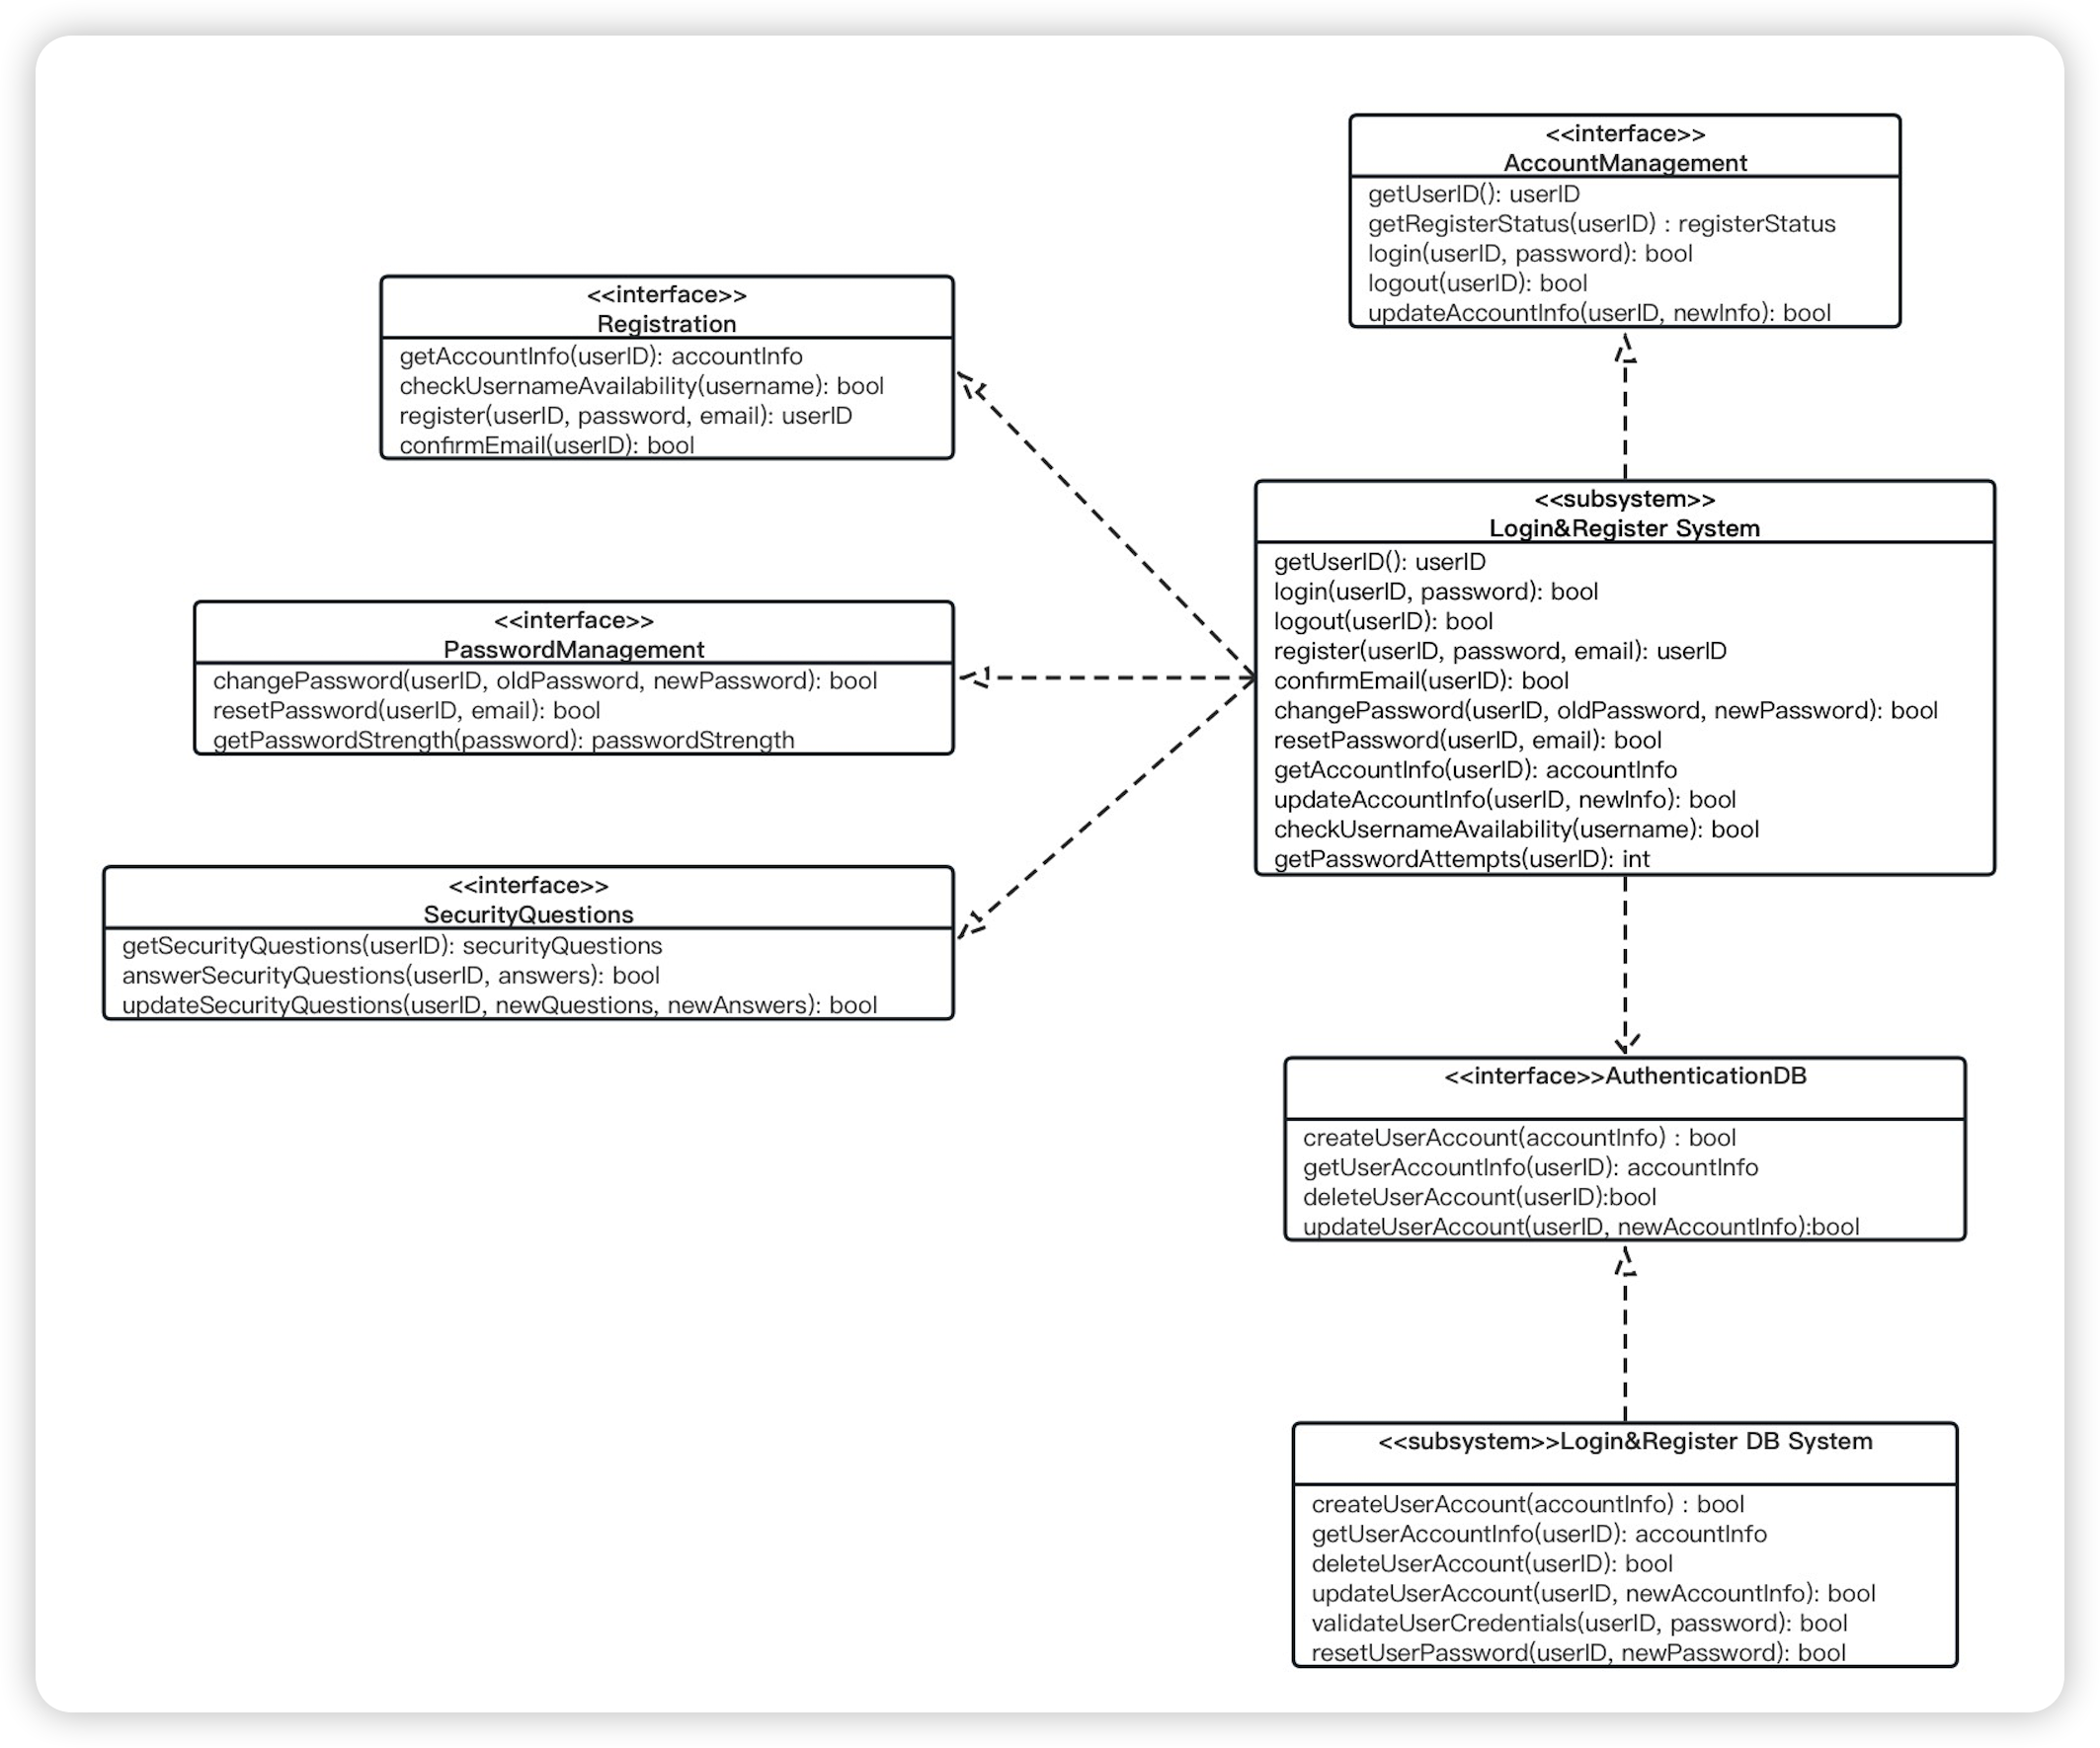 <<interface>>
AccountManagement
getUserID(): userID
getRegisterStatus(userID) : registerStatus
login(userID, password): bool
logout(userID): bool
updateAccountInfo(userID, newInfo): bool
<<interface>>
Registration
getAccountInfo(userID): accountInfo
checkUsernameAvailability(username): bool
register(userID, password, email): userID
confirmEmail(userID): bool
<<subsystem>>
Login&Register System
getUserID(): userID
login(userID, password): bool
logout(userID): bool
register(userID, password, email): userID
confirmEmail(userID): bool
changePassword(userID, oldPassword, newPassword): bool
resetPassword(userID, email): bool
getAccountInfo(userID): accountInfo
updateAccountInfo(userID, newInfo): bool
checkUsernameAvailability(username): bool
getPasswordAttempts(userID): int
<<interface>>
PasswordManagement
changePassword(userID, oldPassword, newPassword): bool
resetPassword(userID, email): bool
getPasswordStrength(password): passwordStrength
<<interface>>
SecurityQuestions
getSecurityQuestions(userID): securityQuestions
answerSecurityQuestions(userID, answers): bool
updateSecurityQuestions(userID, newQuestions, newAnswers): bool
<<interface>>AuthenticationDB
createUserAccount(accountInfo) : bool
getUserAccountInfo(userID): accountInfo
deleteUserAccount(userID):bool
updateUserAccount(userID, newAccountInfo):bool
<<subsystem>>Login&Register DB System
createUserAccount(accountInfo) : bool
getUserAccountInfo(userID): accountInfo
deleteUserAccount(userID): bool
updateUserAccount(userID, newAccountInfo): bool
validateUserCredentials(userID, password): bool
resetUserPassword(userID, newPassword): bool